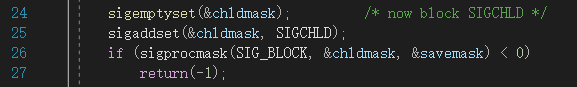 24 sigemptyset(&chldmask); /* now block SIGCHLD */
25 sigaddset(&chldmask, SIGCHLD);
26 if (sigprocmask(SIG_BLOCK, &chldmask, &savemask) < 0)
27 return(-1);